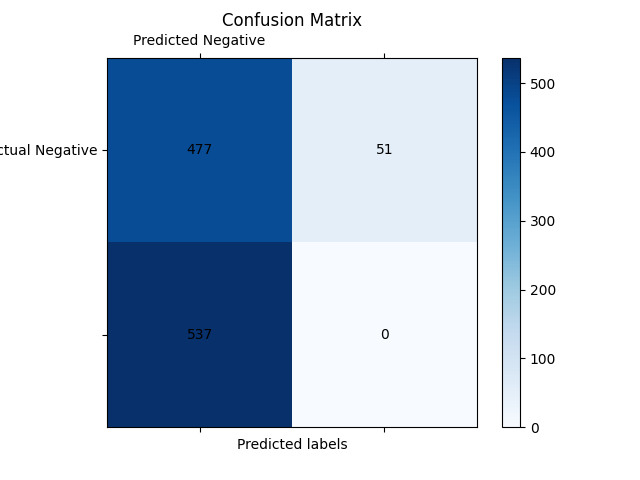 Confusion Matrix
Predicted Negative
ctual Negative
477
51
537
0
Predicted labels
500
400
300
200
100
0